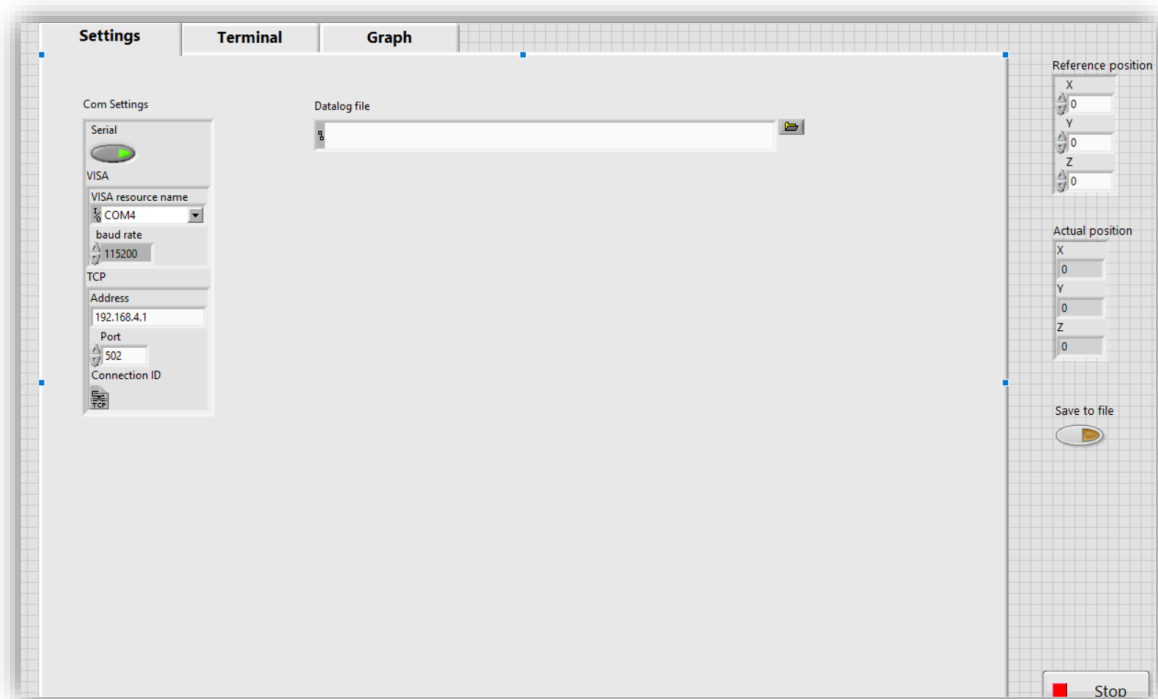 Settings
Terminal
Graph
Com Settings
Serial
VISA
VISA resource name
COM4
baud rate
115200
TCP
Address
192.168.4.1
Port
502
Connection ID
TCP
Datalog file
Reference position
X
0
Y
0
Z
0
Actual position
X
0
Y
0
Z
0
Save to file
Stop